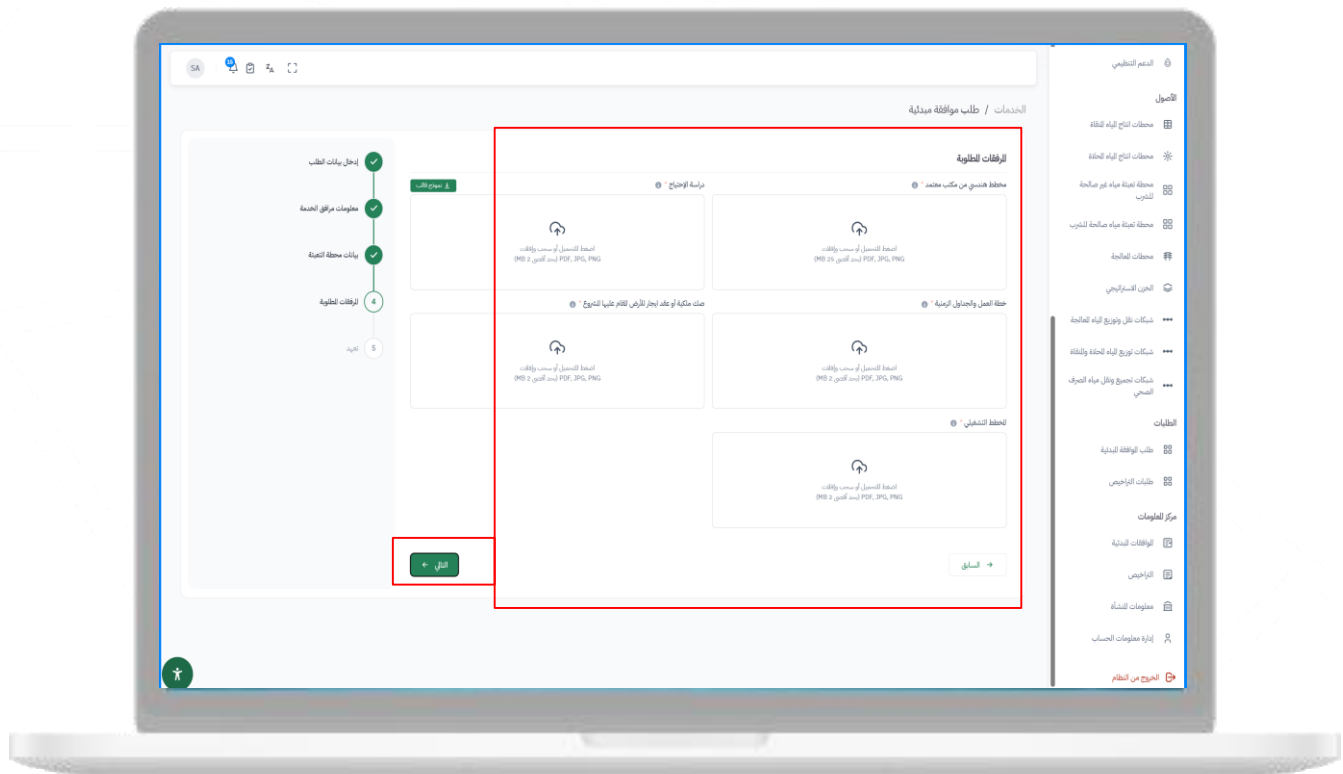 SA
16
الدعم التنظيمي
الأصول
محطات انتاج المياه المنقاة
محطات انتاج المياه المحلاة
محطة تعبئة مياه غير صالحة
للشرب
محطة تعبئة مياه صالحة للشرب
محطات المعالجة
الخزن الاستراتيجي
شبكات نقل وتوزيع المياه المعالجة
شبكات توزيع المياه المحلاة والمنقاة
شبكات تجميع ونقل مياه الصرف
الصحي
الطلبات
طلب الموافقة المبدئية
طلبات التراخيص
مركز المعلومات
الموافقات المبدئية
التراخيص
معلومات المنشأة
إدارة معلومات الحساب
الخروج من النظام
الخدمات / طلب موافقة مبدئية
المرفقات المطلوبة
مخطط هندسي من مكتب معتمد *
اضغط للتحميل أو سحب وإفلات
PDF, JPG, PNG (بحد أقصى 25 MB)
دراسة الإحتياج *
نموذج قالب
اضغط للتحميل أو سحب وإفلات
PDF, JPG, PNG (بحد أقصى 2 MB)
خطة العمل والجداول الزمنية *
اضغط للتحميل أو سحب وإفلات
PDF, JPG, PNG (بحد أقصى 2 MB)
صك ملكية أو عقد ايجار للأرض المقام عليها المشروع *
اضغط للتحميل أو سحب وإفلات
PDF, JPG, PNG (بحد أقصى 2 MB)
المخطط التشغيلي *
اضغط للتحميل أو سحب وإفلات
PDF, JPG, PNG (بحد أقصى 2 MB)
السابق
التالي
إدخال بيانات الطلب
معلومات مرافق الخدمة
بيانات محطة التعبئة
4 المرفقات المطلوبة
5 تعهد